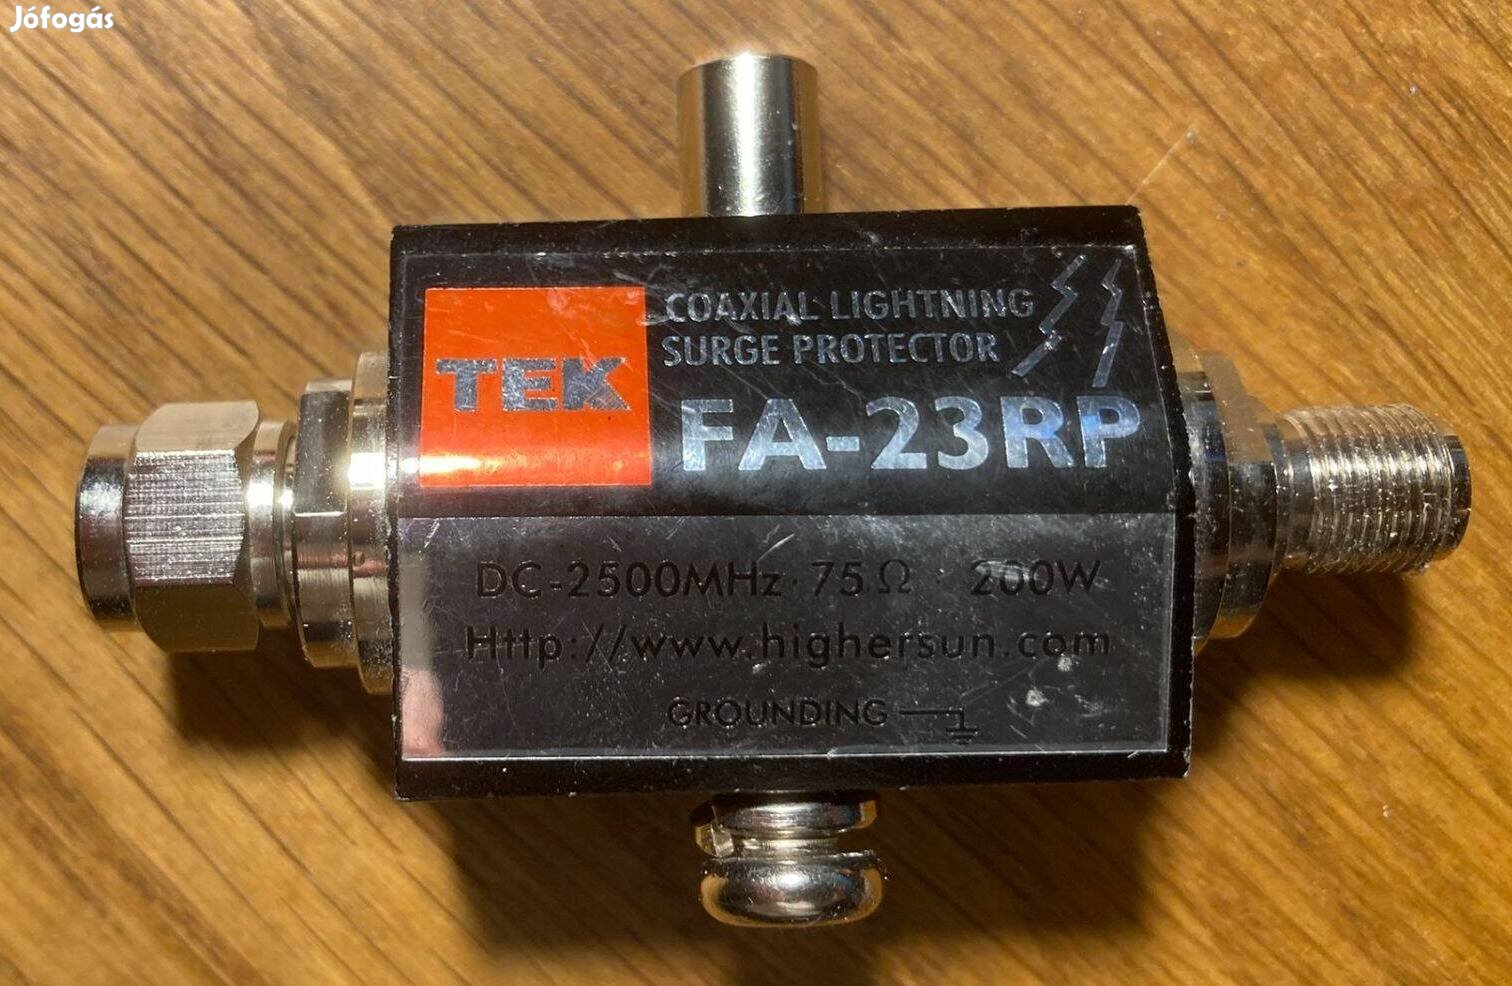 Jófogás
COAXIAL LIGHTNING
SURGE PROTECTOR
TEK
FA-23RP
DC-2500MHz · 75Ω · 200W
Http://www.highersun.com
GROUNDING